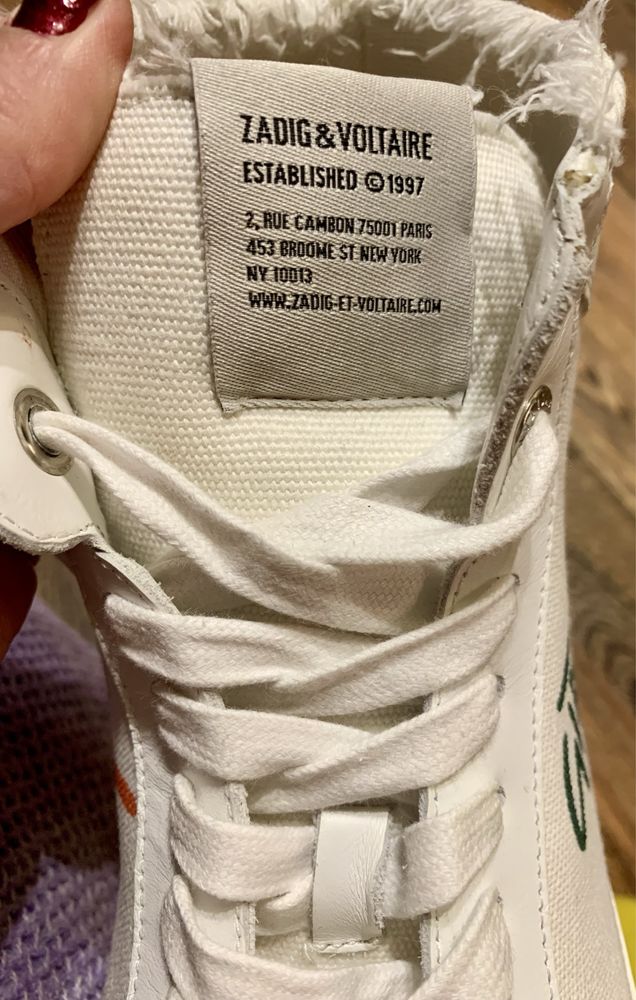 ZADIG&VOLTAIRE
ESTABLISHED ©1997
2, RUE CAMBON 75001 PARIS
453 BROOME ST NEW YORK
NY 10013
WWW.ZADIG-ET-VOLTAIRE.COM